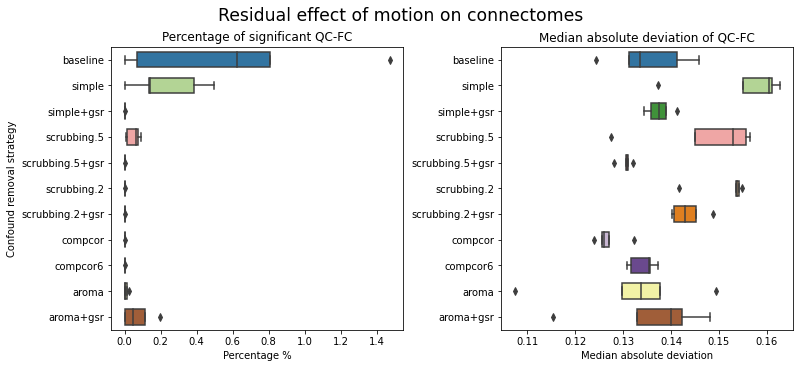 Residual effect of motion on connectomes
Percentage of significant QC-FC
Confound removal strategy
baseline
simple
simple+gsr
scrubbing.5
scrubbing.5+gsr
scrubbing.2
scrubbing.2+gsr
compcor
compcor6
aroma
aroma+gsr
0.0 0.2 0.4 0.6 0.8 1.0 1.2 1.4
Percentage %
Median absolute deviation of QC-FC
baseline
simple
simple+gsr
scrubbing.5
scrubbing.5+gsr
scrubbing.2
scrubbing.2+gsr
compcor
compcor6
aroma
aroma+gsr
0.11 0.12 0.13 0.14 0.15 0.16
Median absolute deviation